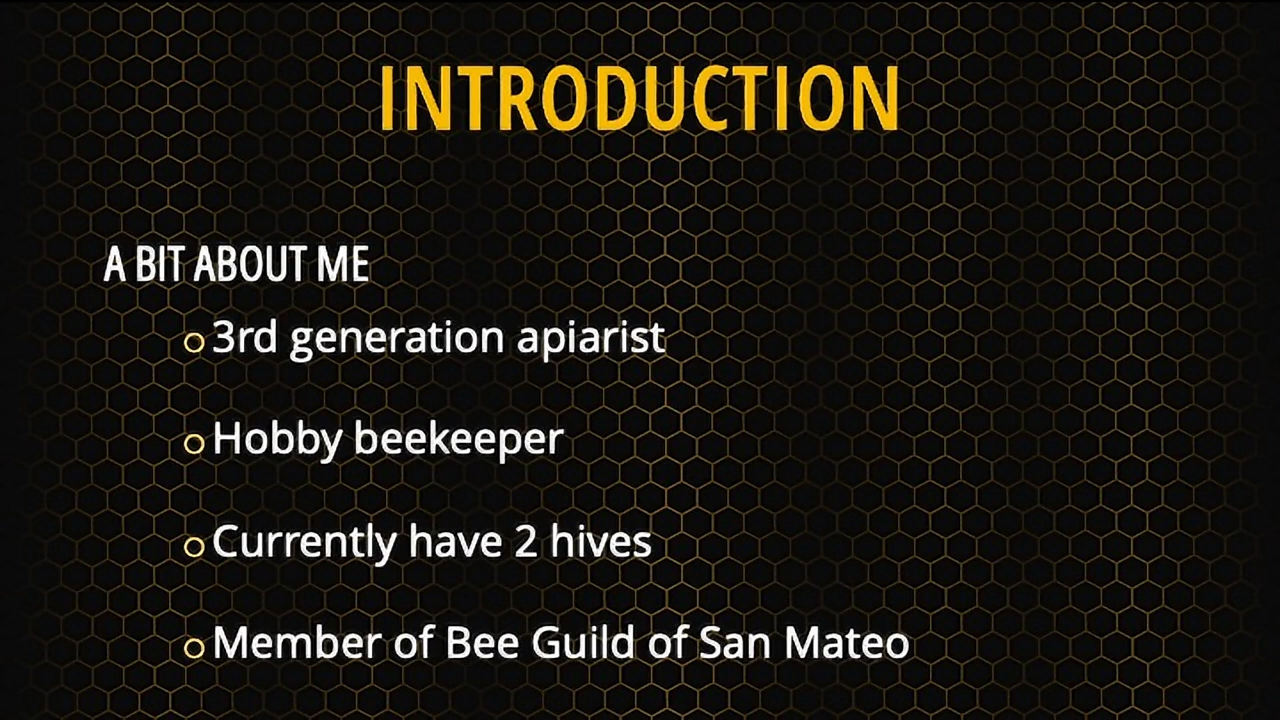 INTRODUCTION
A BIT ABOUT ME
3rd generation apiarist
Hobby beekeeper
Currently have 2 hives
Member of Bee Guild of San Mateo